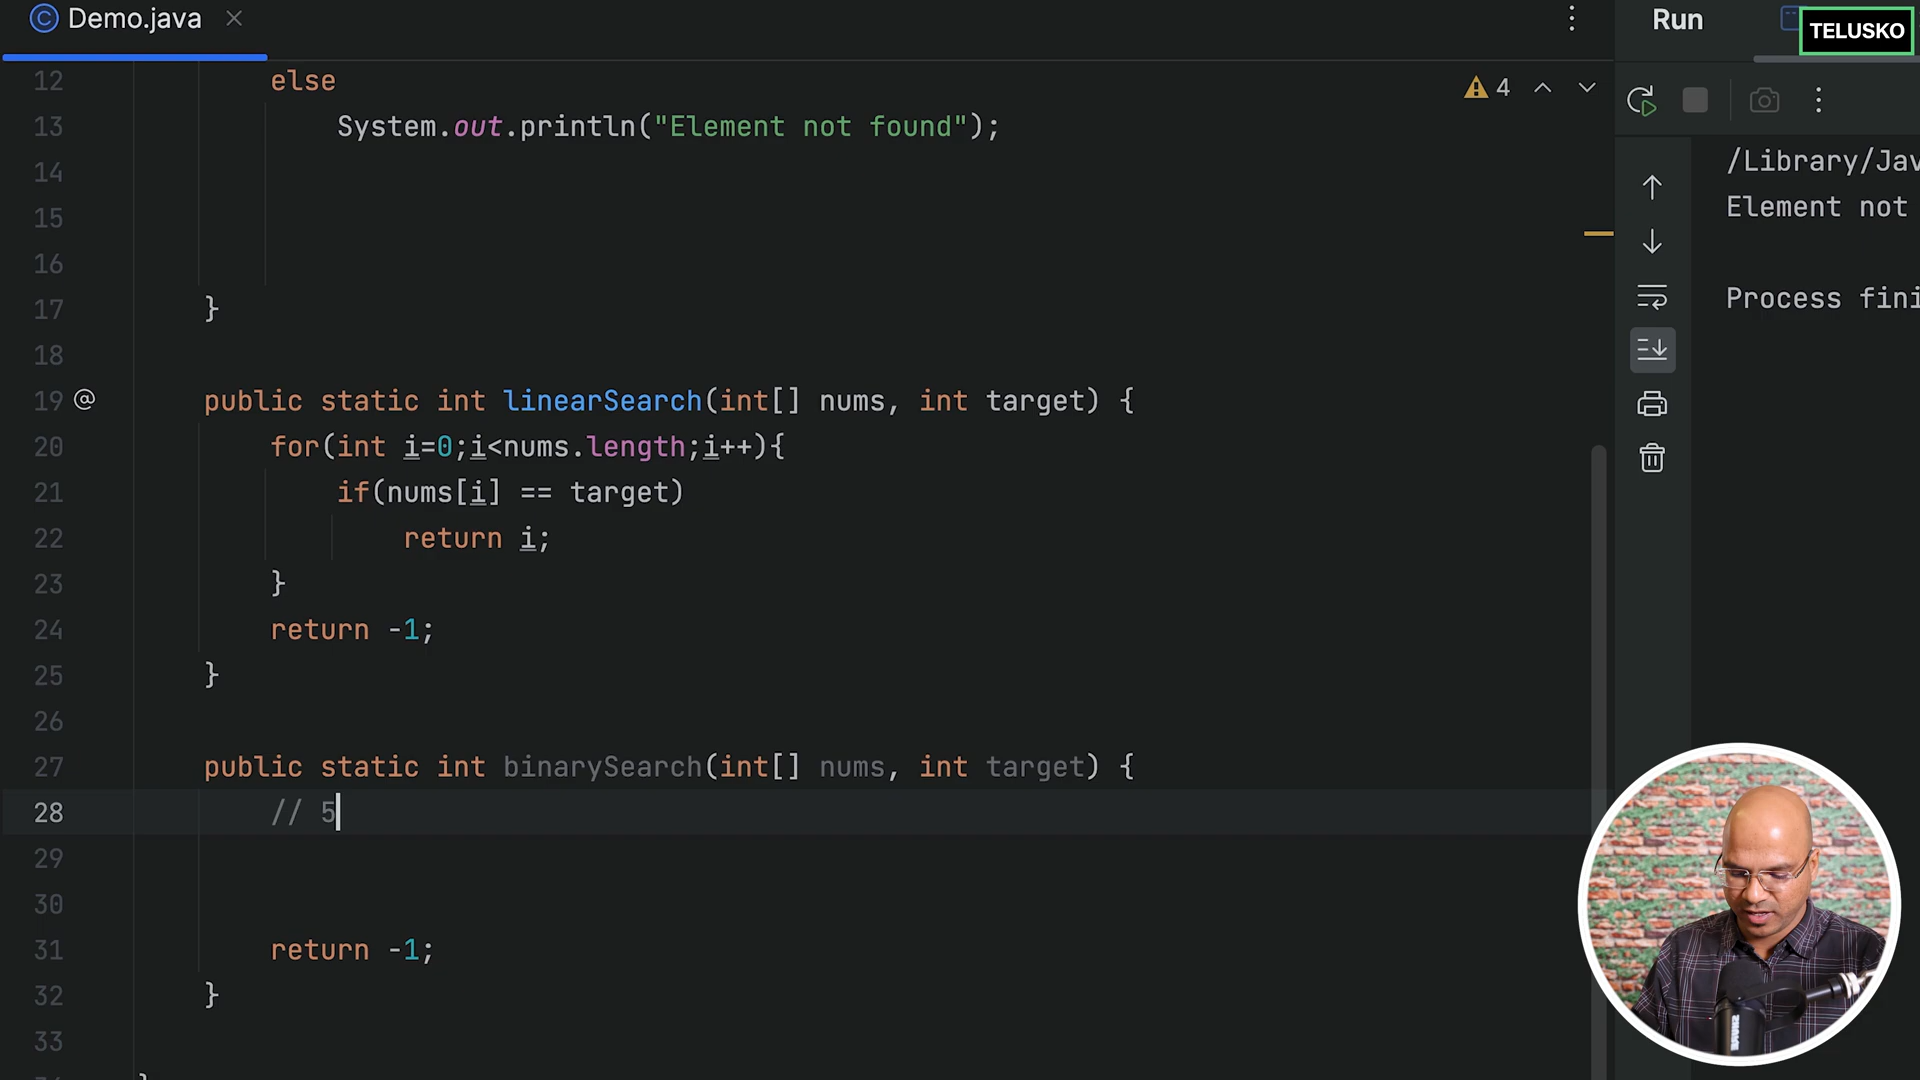 Demo.java
Run
TELUSKO
12 else
4
13 System.out.println("Element not found");
14
15
16
17 }
18
19 @ public static int linearSearch(int[] nums, int target) {
20 for(int i=0;i<nums.length;i++){
21 if(nums[i] == target)
22 return i;
23 }
24 return -1;
25 }
26
27 public static int binarySearch(int[] nums, int target) {
28 // 5
29
30
31 return -1;
32 }
33
}
/Library/Jav
Element not
Process fini